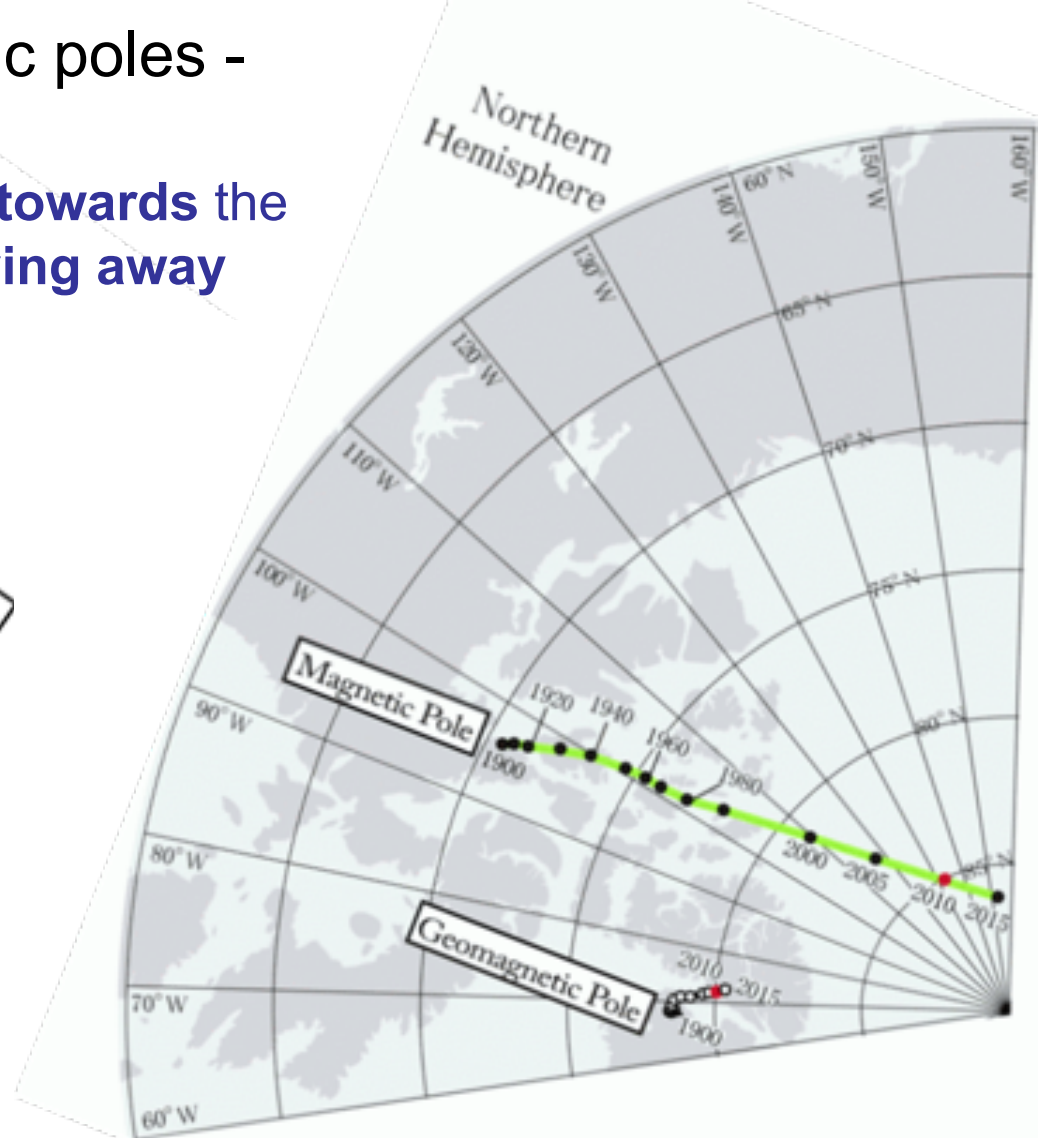 c poles -
towards the
ing away
Northern
Hemisphere
160° W
150° W
60° N
140° W
130° W
65° N
120° W
70° N
110° W
75° N
100° W
Magnetic Pole
1920
1940
1960
1980
1900
80° N
90° W
2000
2005
85° N
2010
2015
80° W
Geomagnetic Pole
2010
2015
1900
70° W
60° W